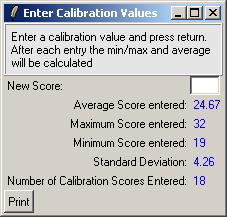 Enter Calibration Values
Enter a calibration value and press return.
After each entry the min/max and average
will be calculated
New Score:
Average Score entered: 24.67
Maximum Score entered: 32
Minimum Score entered: 19
Standard Deviation: 4.26
Number of Calibration Scores Entered: 18
Print